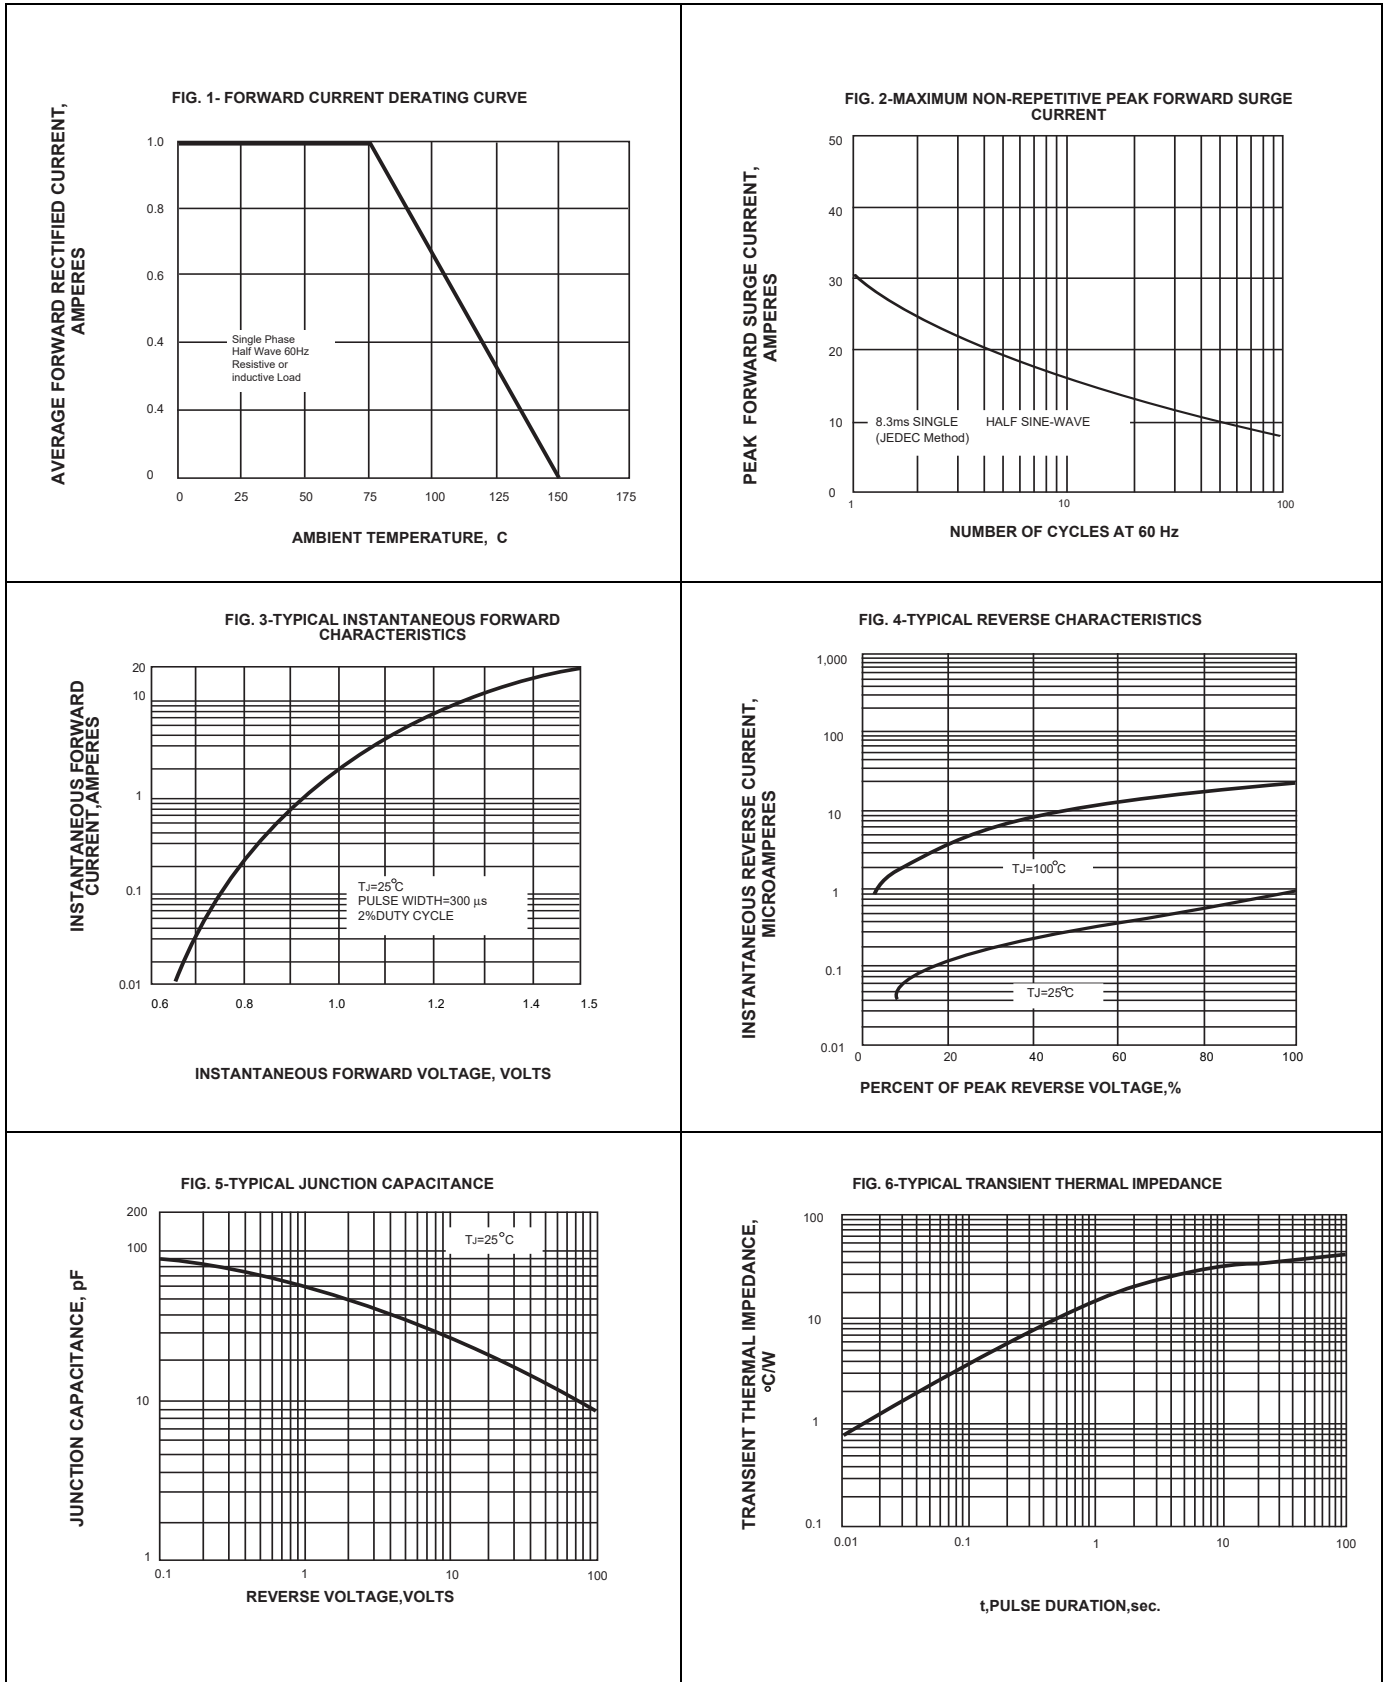 FIG. 1- FORWARD CURRENT DERATING CURVE
AVERAGE FORWARD RECTIFIED CURRENT,
AMPERES
1.0
0.8
0.6
0.4
0.4
0
Single Phase
Half Wave 60Hz
Resistive or
inductive Load
0 25 50 75 100 125 150 175
AMBIENT TEMPERATURE, C
FIG. 2-MAXIMUM NON-REPETITIVE PEAK FORWARD SURGE
CURRENT
PEAK FORWARD SURGE CURRENT,
AMPERES
50
40
30
20
10
0
8.3ms SINGLE HALF SINE-WAVE
(JEDEC Method)
1 10 100
NUMBER OF CYCLES AT 60 Hz
FIG. 3-TYPICAL INSTANTANEOUS FORWARD
CHARACTERISTICS
INSTANTANEOUS FORWARD
CURRENT,AMPERES
20
10
1
0.1
0.01
TJ=25°C
PULSE WIDTH=300 µs
2%DUTY CYCLE
0.6 0.8 1.0 1.2 1.4 1.5
INSTANTANEOUS FORWARD VOLTAGE, VOLTS
FIG. 4-TYPICAL REVERSE CHARACTERISTICS
INSTANTANEOUS REVERSE CURRENT,
MICROAMPERES
1,000
100
10
1
0.1
0.01
TJ=100°C
TJ=25°C
0 20 40 60 80 100
PERCENT OF PEAK REVERSE VOLTAGE,%
FIG. 5-TYPICAL JUNCTION CAPACITANCE
JUNCTION CAPACITANCE, pF
200
100
10
1
TJ=25°C
0.1 1 10 100
REVERSE VOLTAGE,VOLTS
FIG. 6-TYPICAL TRANSIENT THERMAL IMPEDANCE
TRANSIENT THERMAL IMPEDANCE,
°C/W
100
10
1
0.1
0.01 0.1 1 10 100
t,PULSE DURATION,sec.